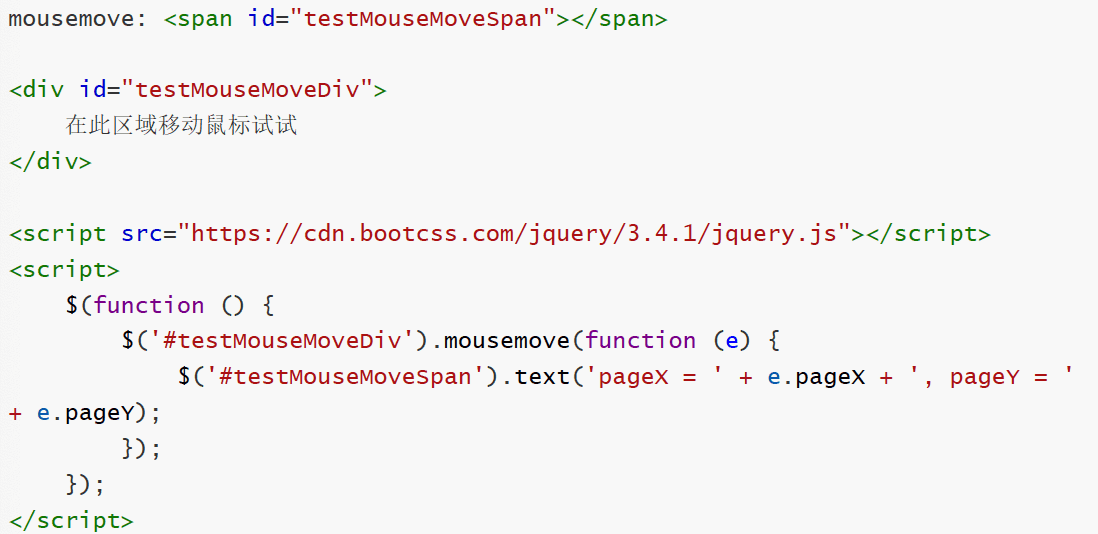 mousemove: <span id="testMouseMoveSpan"></span>
<div id="testMouseMoveDiv">
在此区域移动鼠标试试
</div>
<script src="https://cdn.bootcss.com/jquery/3.4.1/jquery.js"></script>
<script>
$(function () {
$('#testMouseMoveDiv').mousemove(function (e) {
$('#testMouseMoveSpan').text('pageX = ' + e.pageX + ', pageY = '
+ e.pageY);
});
});
</script>